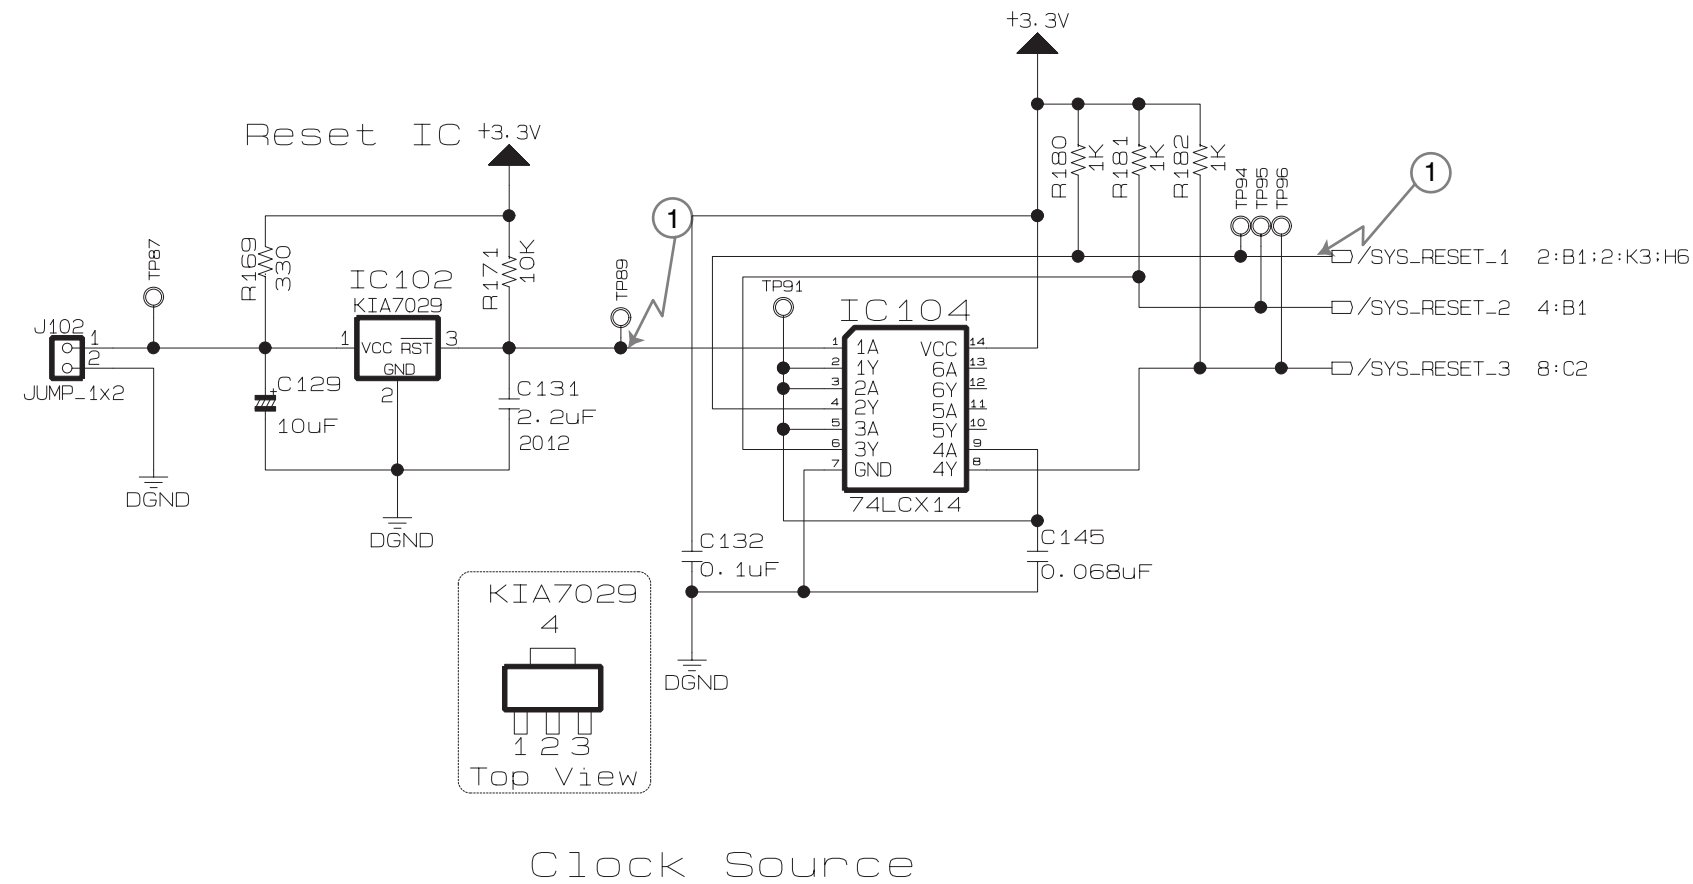 +3.3V
Reset IC
+3.3V
R169
330
R171
10K
R180
1K
R181
1K
R182
1K
1
1
TP87
TP89
TP91
TP94
TP95
TP96
J102
1
2
JUMP_1x2
DGND
IC102
KIA7029
1
VCC
RST
3
GND
2
C129
+
10uF
C131
2.2uF
2012
DGND
IC104
1 1A
2 1Y
3 2A
4 2Y
5 3A
6 3Y
7 GND
VCC 14
6A 13
6Y 12
5A 11
5Y 10
4A 9
4Y 8
74LCX14
/SYS_RESET_1 2:B1;2:K3;H6
/SYS_RESET_2 4:B1
/SYS_RESET_3 8:C2
C132
0.1uF
C145
0.068uF
DGND
KIA7029
4
1 2 3
Top View
Clock Source